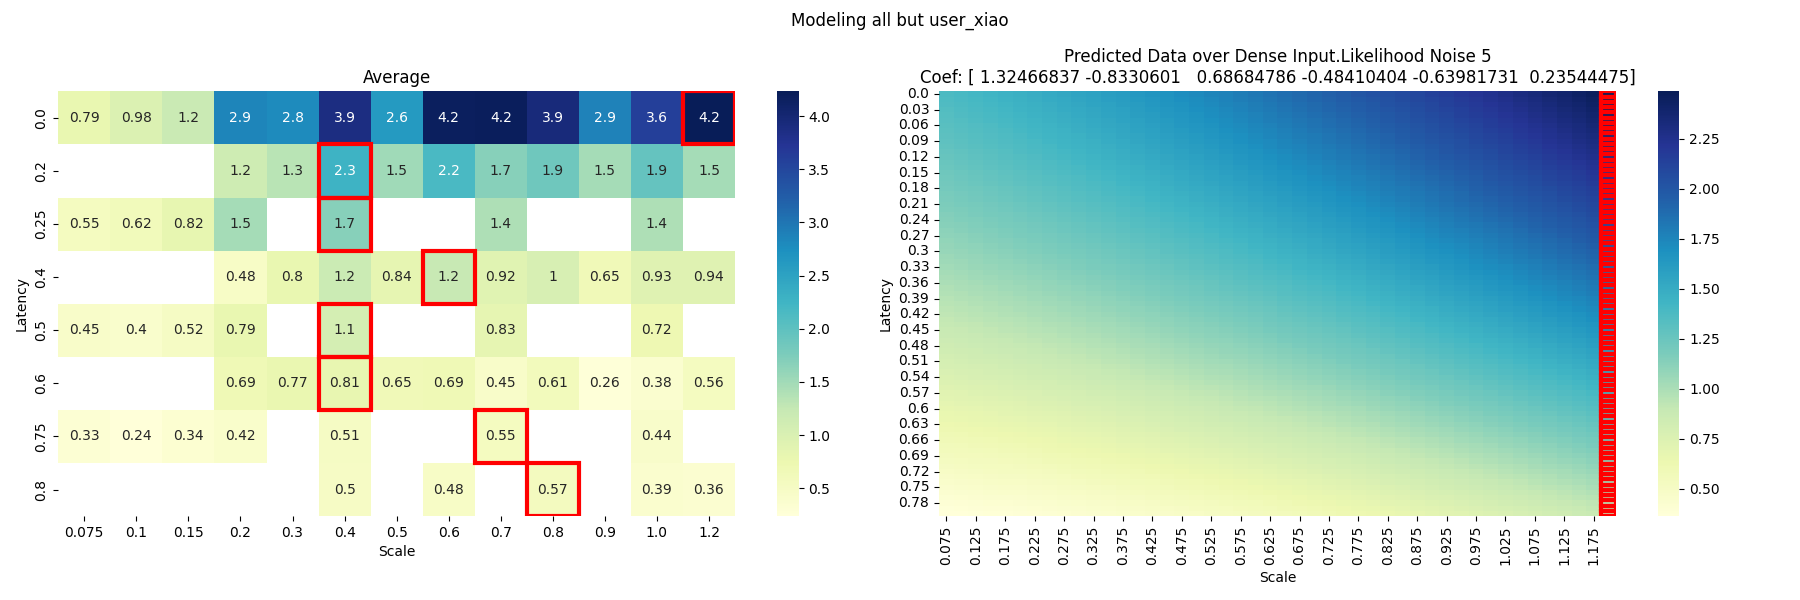 Modeling all but user_xiao
Average
0.0 0.79 0.98 1.2 2.9 2.8 3.9 2.6 4.2 4.2 3.9 2.9 3.6 4.2
0.2 1.2 1.3 2.3 1.5 2.2 1.7 1.9 1.5 1.9 1.5
0.25 0.55 0.62 0.82 1.5 1.7 1.4 1.4
0.4 0.48 0.8 1.2 0.84 1.2 0.92 1 0.65 0.93 0.94
0.5 0.45 0.4 0.52 0.79 1.1 0.83 0.72
0.6 0.69 0.77 0.81 0.65 0.69 0.45 0.61 0.26 0.38 0.56
0.75 0.33 0.24 0.34 0.42 0.51 0.55 0.44
0.8 0.5 0.48 0.57 0.39 0.36
Latency
0.075 0.1 0.15 0.2 0.3 0.4 0.5 0.6 0.7 0.8 0.9 1.0 1.2
Scale
4.0
3.5
3.0
2.5
2.0
1.5
1.0
0.5
Predicted Data over Dense Input.Likelihood Noise 5
Coef: [ 1.32466837 -0.8330601 0.68684786 -0.48410404 -0.63981731 0.23544475]
0.0
0.03
0.06
0.09
0.12
0.15
0.18
0.21
0.24
0.27
0.3
0.33
0.36
0.39
0.42
0.45
0.48
0.51
0.54
0.57
0.6
0.63
0.66
0.69
0.72
0.75
0.78
Latency
0.075 0.125 0.175 0.225 0.275 0.325 0.375 0.425 0.475 0.525 0.575 0.625 0.675 0.725 0.775 0.825 0.875 0.925 0.975 1.025 1.075 1.125 1.175
Scale
2.25
2.00
1.75
1.50
1.25
1.00
0.75
0.50